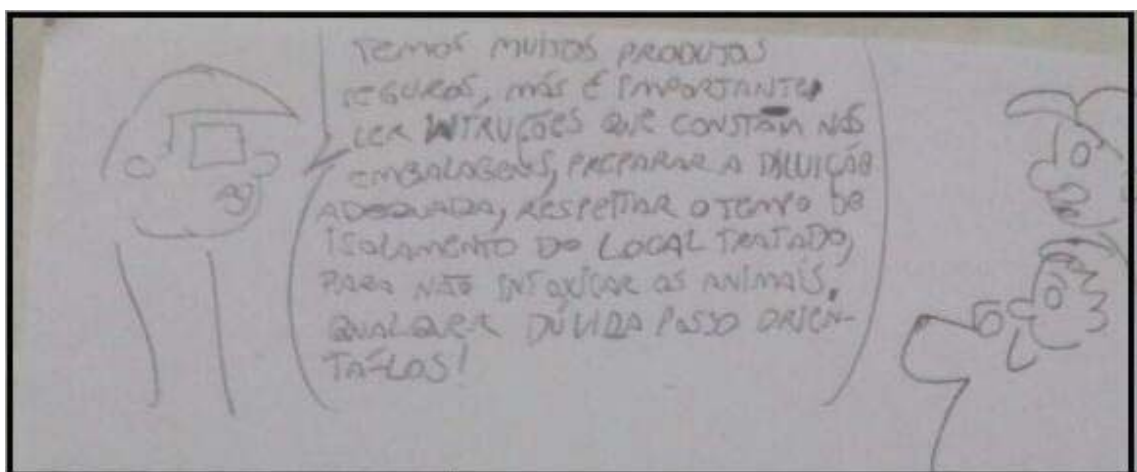 TEMOS MUITOS PRODUTOS
SEGUROS, MAS É IMPORTANTE
LER INTRUÇÕES QUE CONSTAM NAS
EMBALAGENS, PREPARAR A DILUIÇÃO
ADEQUADA, RESPEITAR O TEMPO DE
ISOLAMENTO DO LOCAL TRATADO,
PARA NÃO INTOXICAR OS ANIMAIS.
QUALQUER DÚVIDA POSSO ORIEN-
TÁ-LOS!